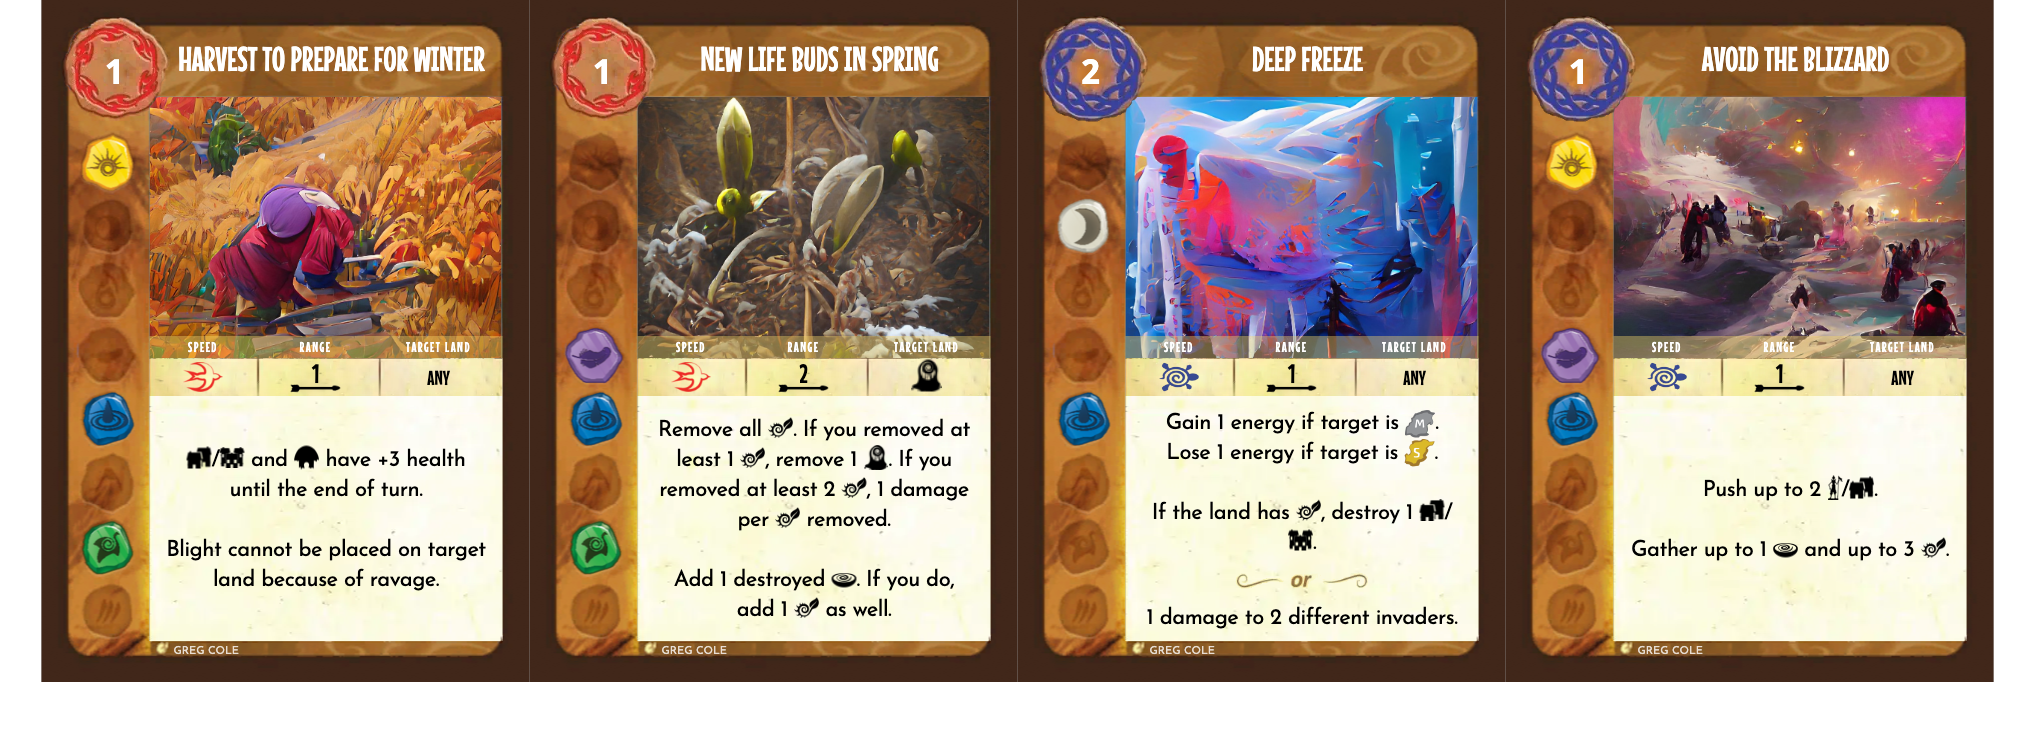 1
HARVEST TO PREPARE FOR WINTER
SPEED RANGE TARGET LAND
1 ANY
/ and have +3 health
until the end of turn.
Blight cannot be placed on target
land because of ravage.
GREG COLE
1
NEW LIFE BUDS IN SPRING
SPEED RANGE TARGET LAND
2
Remove all . If you removed at
least 1 , remove 1 . If you
removed at least 2 , 1 damage
per removed.
Add 1 destroyed . If you do,
add 1 as well.
GREG COLE
2
DEEP FREEZE
SPEED RANGE TARGET LAND
1 ANY
Gain 1 energy if target is M.
Lose 1 energy if target is S.
If the land has , destroy 1 /
.
or
1 damage to 2 different invaders.
GREG COLE
1
AVOID THE BLIZZARD
SPEED RANGE TARGET LAND
1 ANY
Push up to 2 / .
Gather up to 1 and up to 3 .
GREG COLE